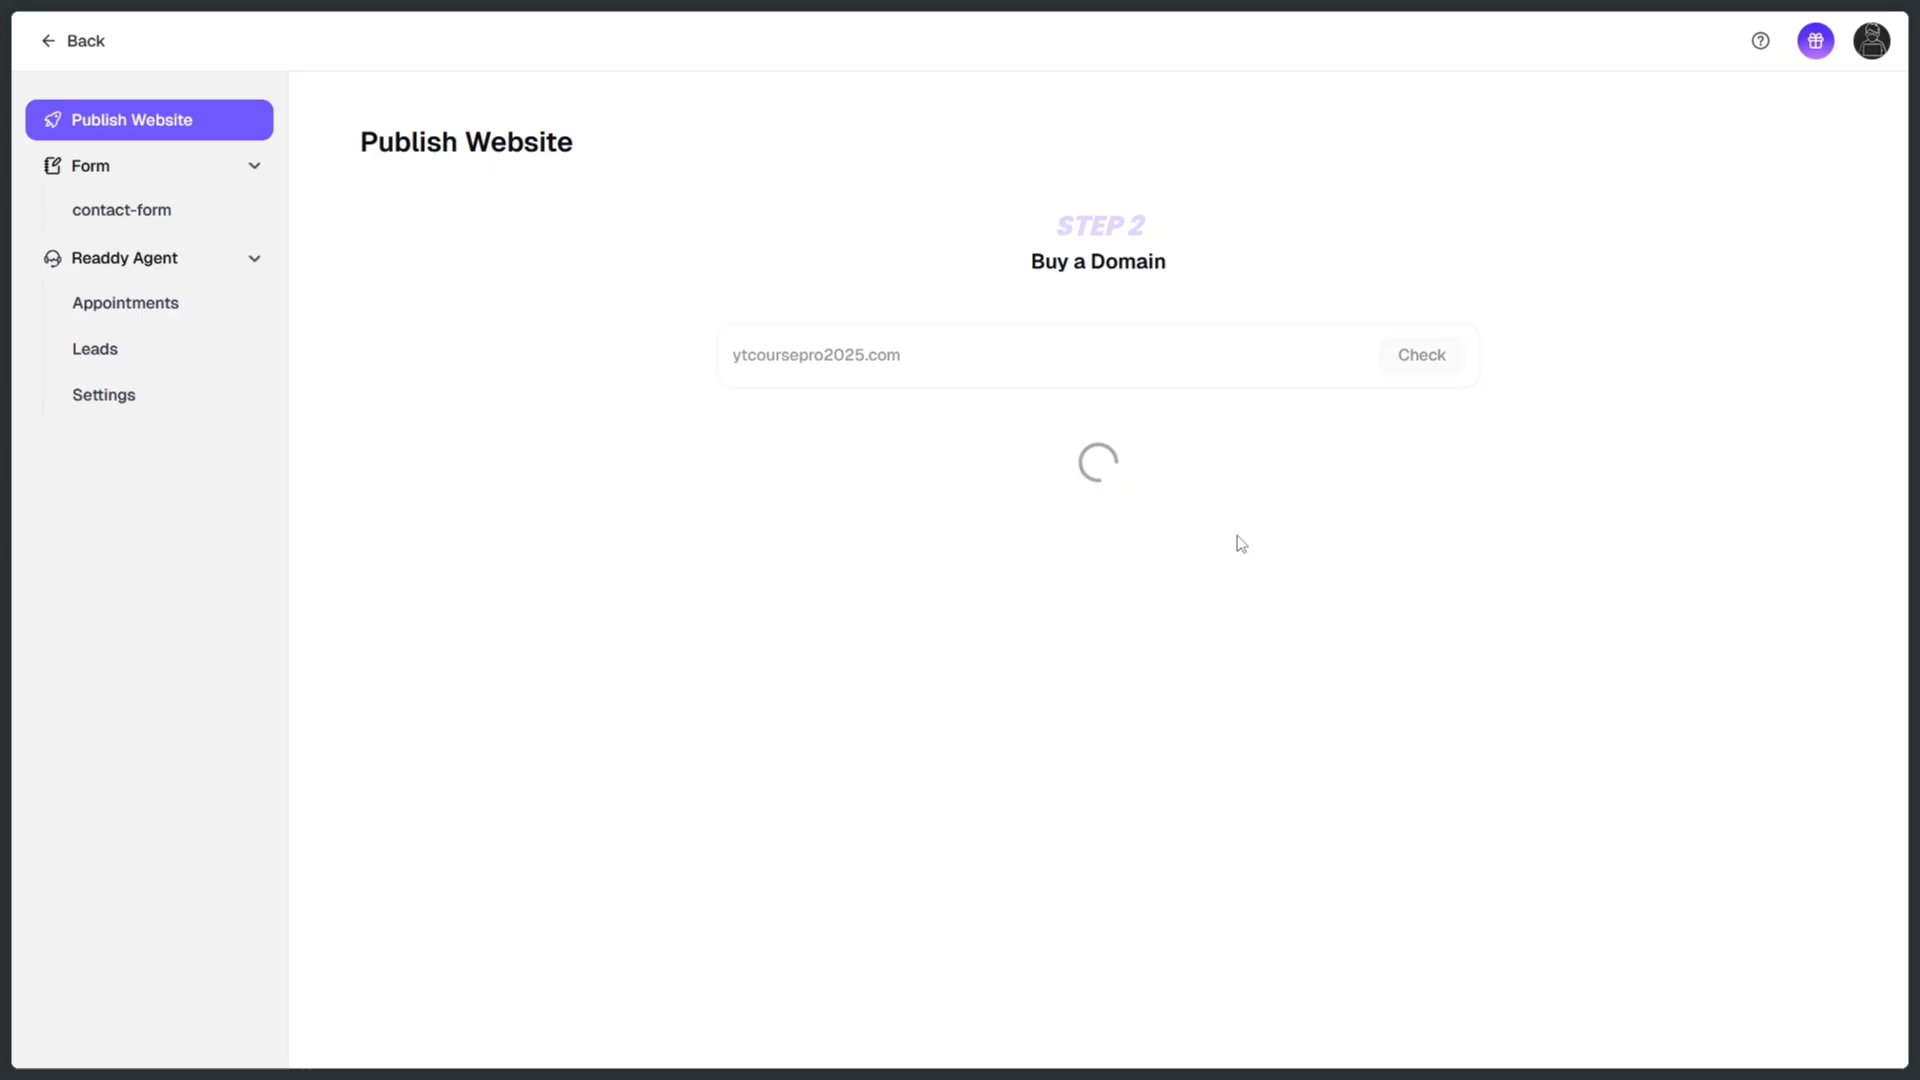 Back
Publish Website
Form
contact-form
Readdy Agent
Appointments
Leads
Settings
Publish Website
STEP 2
Buy a Domain
ytcoursepro2025.com
Check